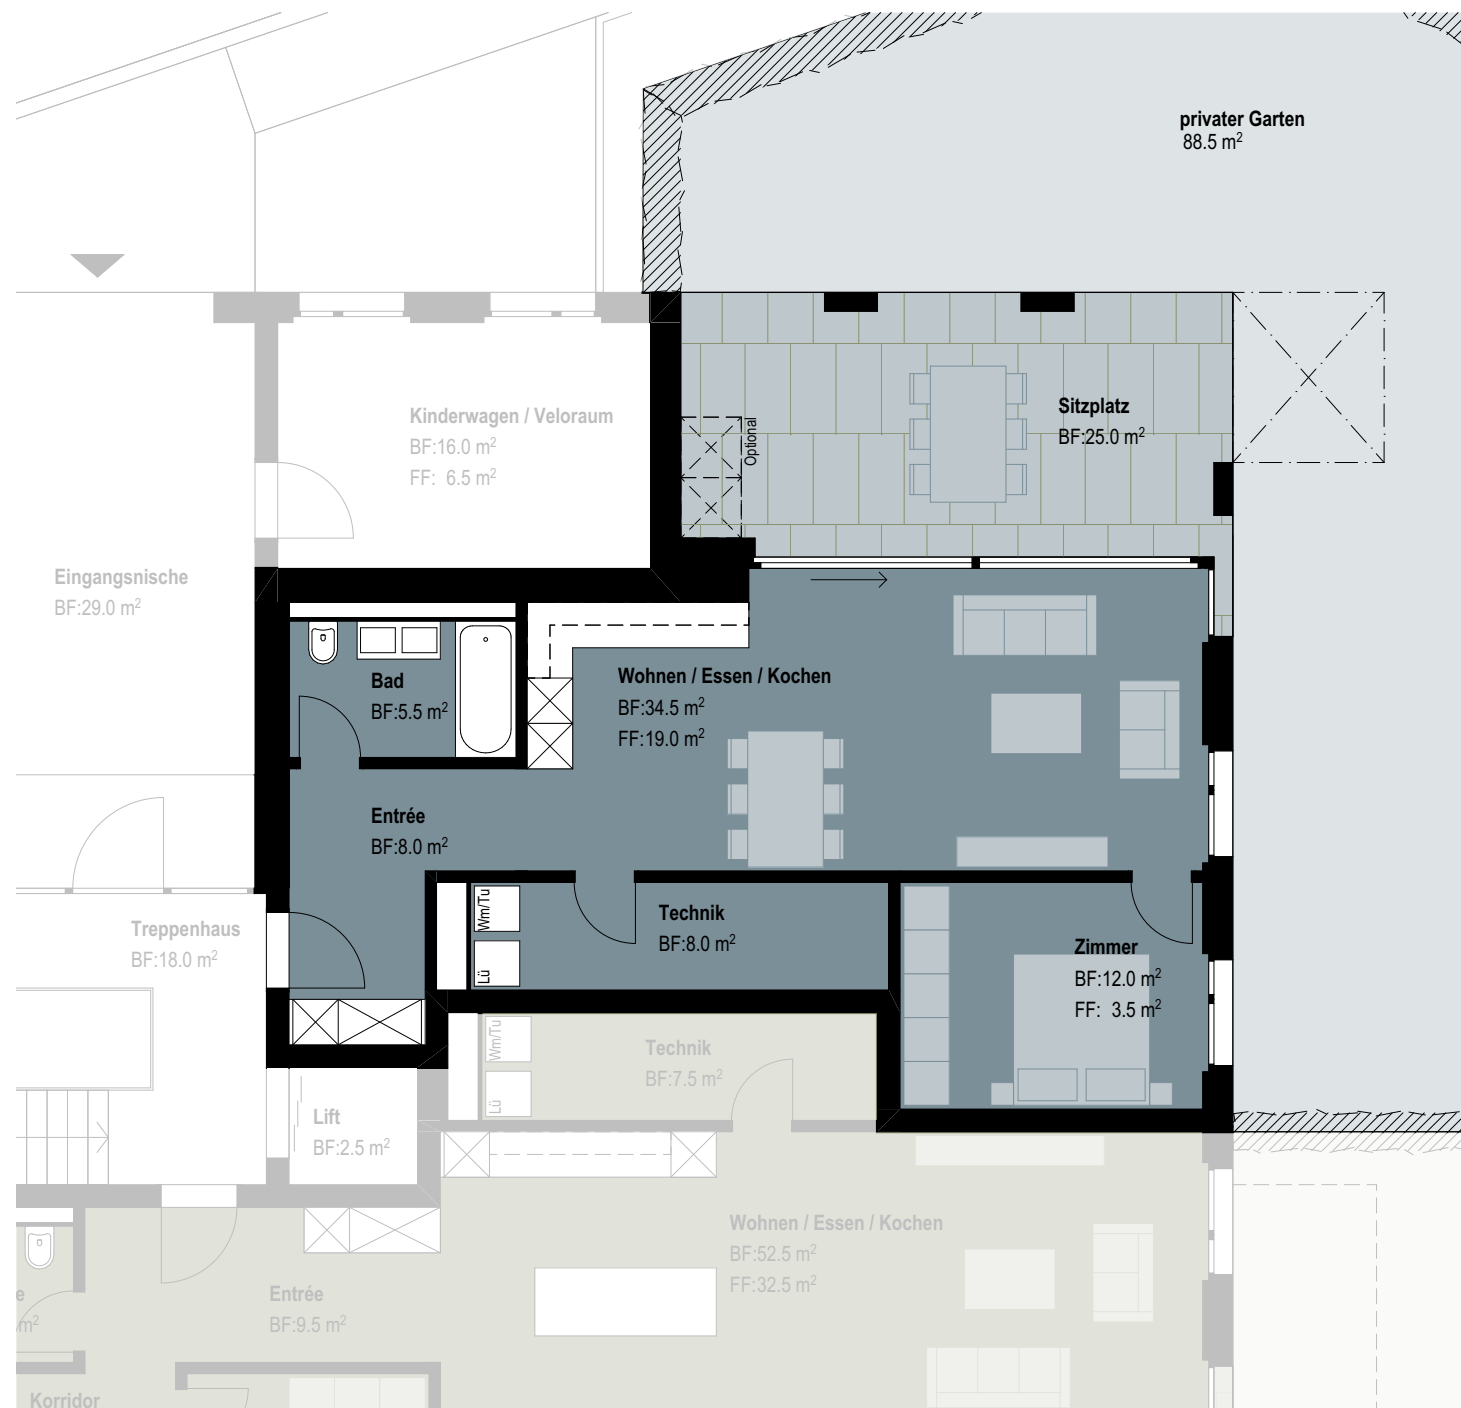 privater Garten
88.5 m²
Sitzplatz
BF:25.0 m²
Optional
Kinderwagen / Veloraum
BF:16.0 m²
FF: 6.5 m²
Eingangsnische
BF:29.0 m²
Bad
BF:5.5 m²
Wohnen / Essen / Kochen
BF:34.5 m²
FF:19.0 m²
Entrée
BF:8.0 m²
Treppenhaus
BF:18.0 m²
Wm/Tu
Lü
Technik
BF:8.0 m²
Zimmer
BF:12.0 m²
FF: 3.5 m²
Wm/Tu
Lü
Technik
BF:7.5 m²
Lift
BF:2.5 m²
Wohnen / Essen / Kochen
BF:52.5 m²
FF:32.5 m²
Entrée
BF:9.5 m²
e
m²
Korridor